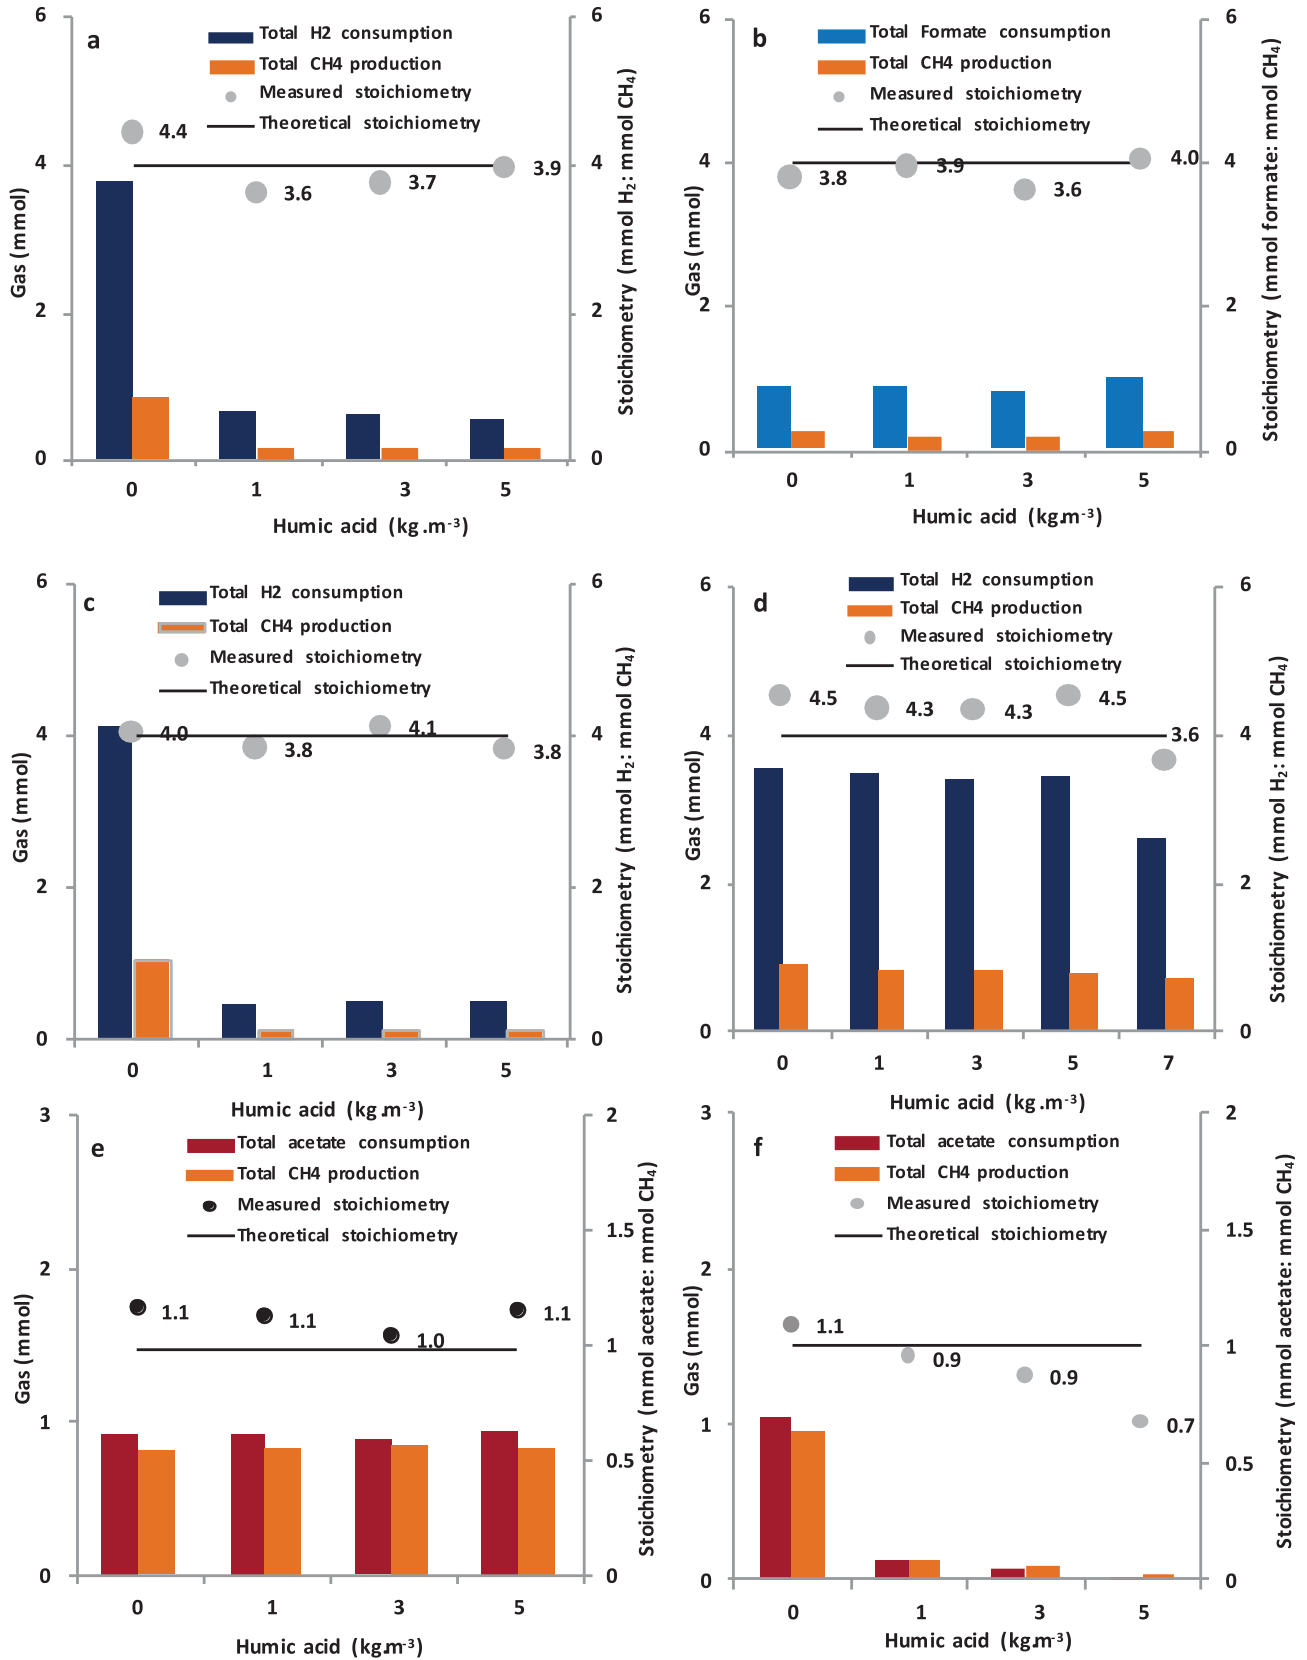 a
Total H2 consumption
Total CH4 production
Measured stoichiometry
Theoretical stoichiometry
6
4
2
0
6
4
2
0
4.4
3.6
3.7
3.9
Gas (mmol)
Stoichiometry (mmol H₂: mmol CH₄)
0 1 3 5
Humic acid (kg.m⁻³)
b
Total Formate consumption
Total CH4 production
Measured stoichiometry
Theoretical stoichiometry
6
4
2
0
6
4
2
0
3.8
3.9
3.6
4.0
Gas (mmol)
Stoichiometry (mmol formate: mmol CH₄)
0 1 3 5
Humic acid (kg.m⁻³)
c
Total H2 consumption
Total CH4 production
Measured stoichiometry
Theoretical stoichiometry
6
4
2
0
6
4
2
0
4.0
3.8
4.1
3.8
Gas (mmol)
Stoichiometry (mmol H₂: mmol CH₄)
0 1 3 5
Humic acid (kg.m⁻³)
d
Total H2 consumption
Total CH4 production
Measured stoichiometry
Theoretical stoichiometry
6
4
2
0
6
4
2
0
4.5
4.3
4.3
4.5
3.6
Gas (mmol)
Stoichiometry (mmol H₂: mmol CH₄)
0 1 3 5 7
Humic acid (kg.m⁻³)
e
Total acetate consumption
Total CH4 production
Measured stoichiometry
Theoretical stoichiometry
3
2
1
0
2
1.5
1
0.5
0
1.1
1.1
1.0
1.1
Gas (mmol)
Stoichiometry (mmol acetate: mmol CH₄)
0 1 3 5
Humic acid (kg.m⁻³)
f
Total acetate consumption
Total CH4 production
Measured stoichiometry
Theoretical stoichiometry
3
2
1
0
2
1.5
1
0.5
0
1.1
0.9
0.9
0.7
Gas (mmol)
Stoichiometry (mmol acetate: mmol CH₄)
0 1 3 5
Humic acid (kg.m⁻³)